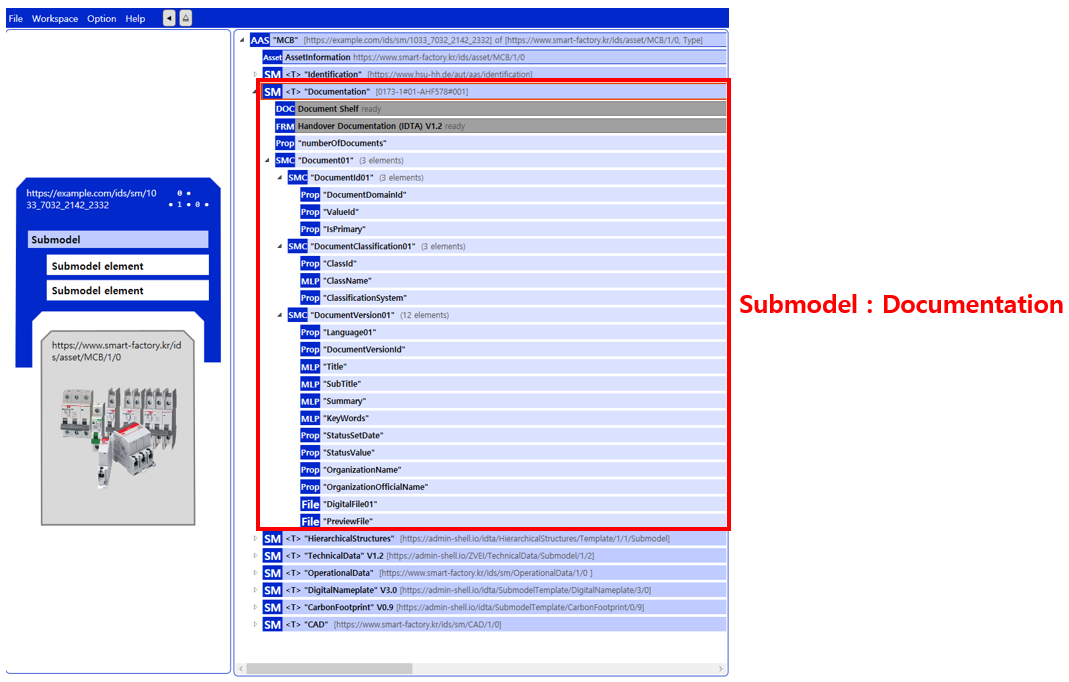 File Workspace Option Help
https://example.com/ids/sm/10
33_7032_2142_2332
0
1 0
Submodel
Submodel element
Submodel element
https://www.smart-factory.kr/id
s/asset/MCB/1/0
AAS "MCB" [https://example.com/ids/sm/1033_7032_2142_2332] of [https://www.smart-factory.kr/ids/asset/MCB/1/0, Type]
Asset AssetInformation https://www.smart-factory.kr/ids/asset/MCB/1/0
SM <T> "Identification" [https://www.hsu-hh.de/aut/aas/identification]
SM <T> "Documentation" [0173-1#01-AHF578#001]
DOC Document Shelf ready
FRM Handover Documentation (IDTA) V1.2 ready
Prop "numberOfDocuments"
SMC "Document01" (3 elements)
SMC "DocumentId01" (3 elements)
Prop "DocumentDomainId"
Prop "ValueId"
Prop "IsPrimary"
SMC "DocumentClassification01" (3 elements)
Prop "ClassId"
MLP "ClassName"
Prop "ClassificationSystem"
SMC "DocumentVersion01" (12 elements)
Prop "Language01"
Prop "DocumentVersionId"
MLP "Title"
MLP "SubTitle"
MLP "Summary"
MLP "KeyWords"
Prop "StatusSetDate"
Prop "StatusValue"
Prop "OrganizationName"
Prop "OrganizationOfficialName"
File "DigitalFile01"
File "PreviewFile"
SM <T> "HierarchicalStructures" [https://admin-shell.io/idta/HierarchicalStructures/Template/1/1/Submodel]
SM <T> "TechnicalData" V1.2 [https://admin-shell.io/ZVEI/TechnicalData/Submodel/1/2]
SM <T> "OperationalData" [https://www.smart-factory.kr/ids/sm/OperationalData/1/0 ]
SM <T> "DigitalNameplate" V3.0 [https://admin-shell.io/idta/SubmodelTemplate/DigitalNameplate/3/0]
SM <T> "CarbonFootprint" V0.9 [https://admin-shell.io/idta/SubmodelTemplate/CarbonFootprint/0/9]
SM <T> "CAD" [https://www.smart-factory.kr/ids/sm/CAD/1/0]
Submodel : Documentation